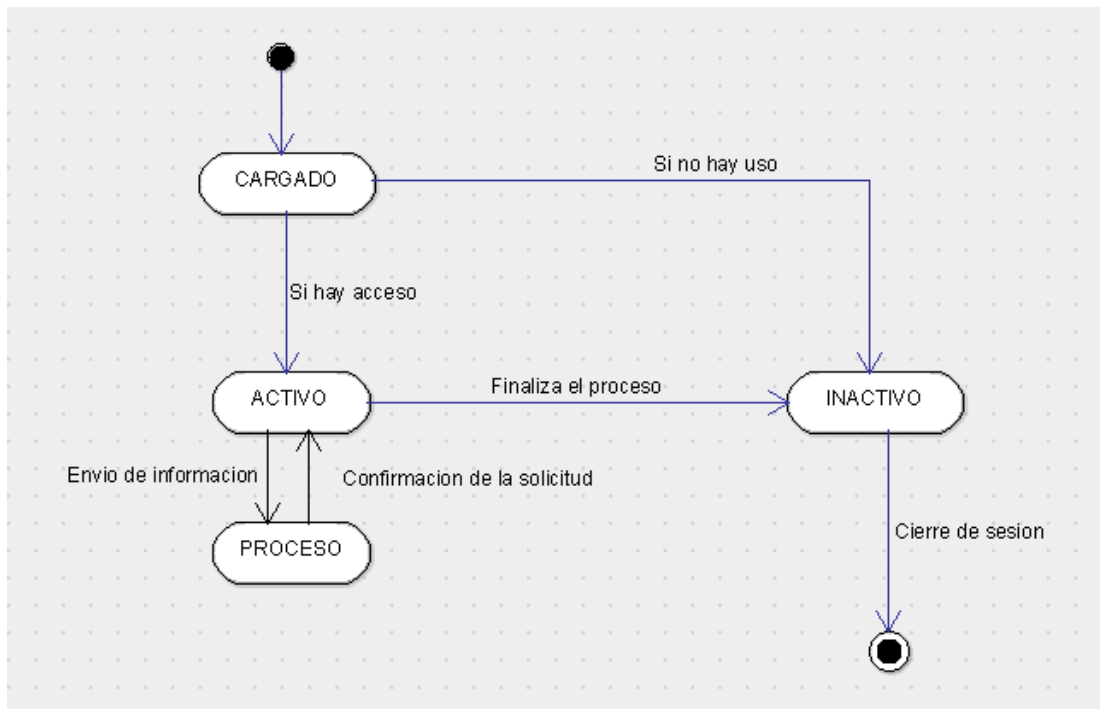 CARGADO
Si no hay uso
Si hay acceso
ACTIVO
Finaliza el proceso
INACTIVO
Envio de informacion
Confirmacion de la solicitud
PROCESO
Cierre de sesion